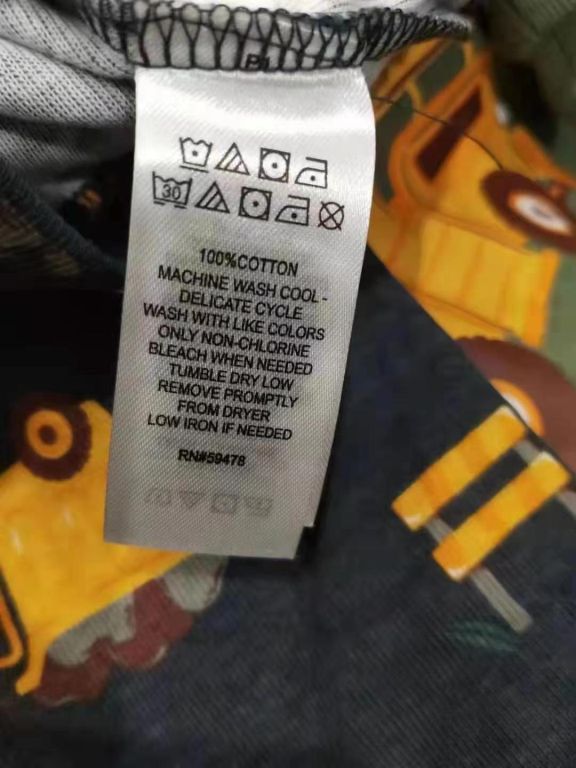 30
100%COTTON
MACHINE WASH COOL-
DELICATE CYCLE
WASH WITH LIKE COLORS
ONLY NON-CHLORINE
BLEACH WHEN NEEDED
TUMBLE DRY LOW
REMOVE PROMPTLY
FROM DRYER
LOW IRON IF NEEDED
RN#59478